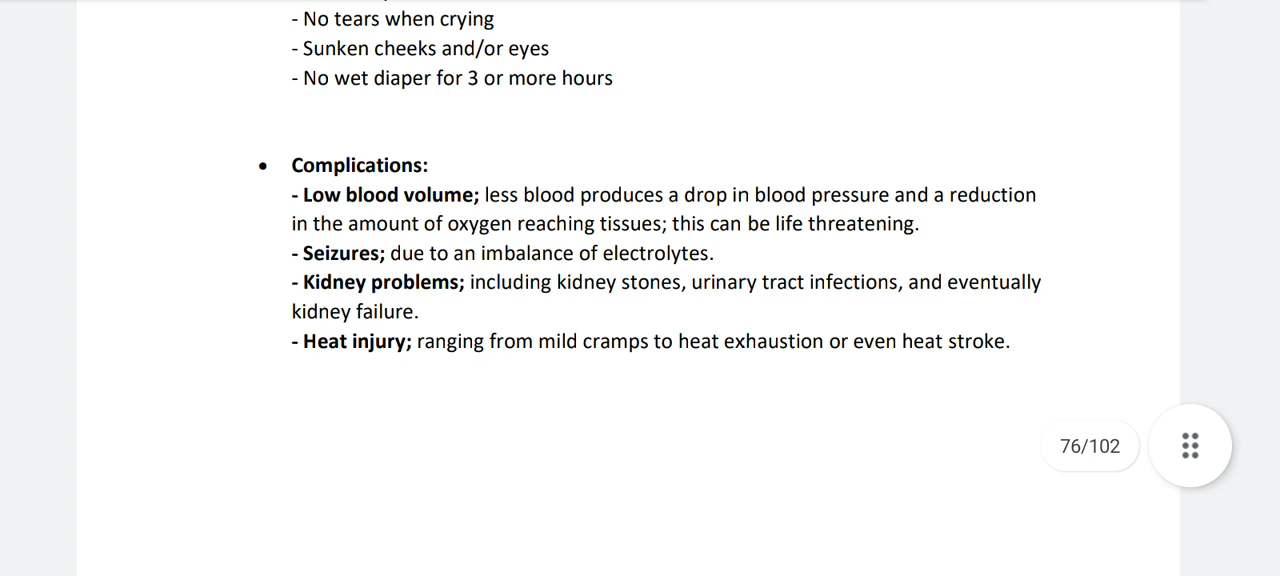 - No tears when crying
- Sunken cheeks and/or eyes
- No wet diaper for 3 or more hours
• Complications:
- Low blood volume; less blood produces a drop in blood pressure and a reduction
in the amount of oxygen reaching tissues; this can be life threatening.
- Seizures; due to an imbalance of electrolytes.
- Kidney problems; including kidney stones, urinary tract infections, and eventually
kidney failure.
- Heat injury; ranging from mild cramps to heat exhaustion or even heat stroke.
76/102